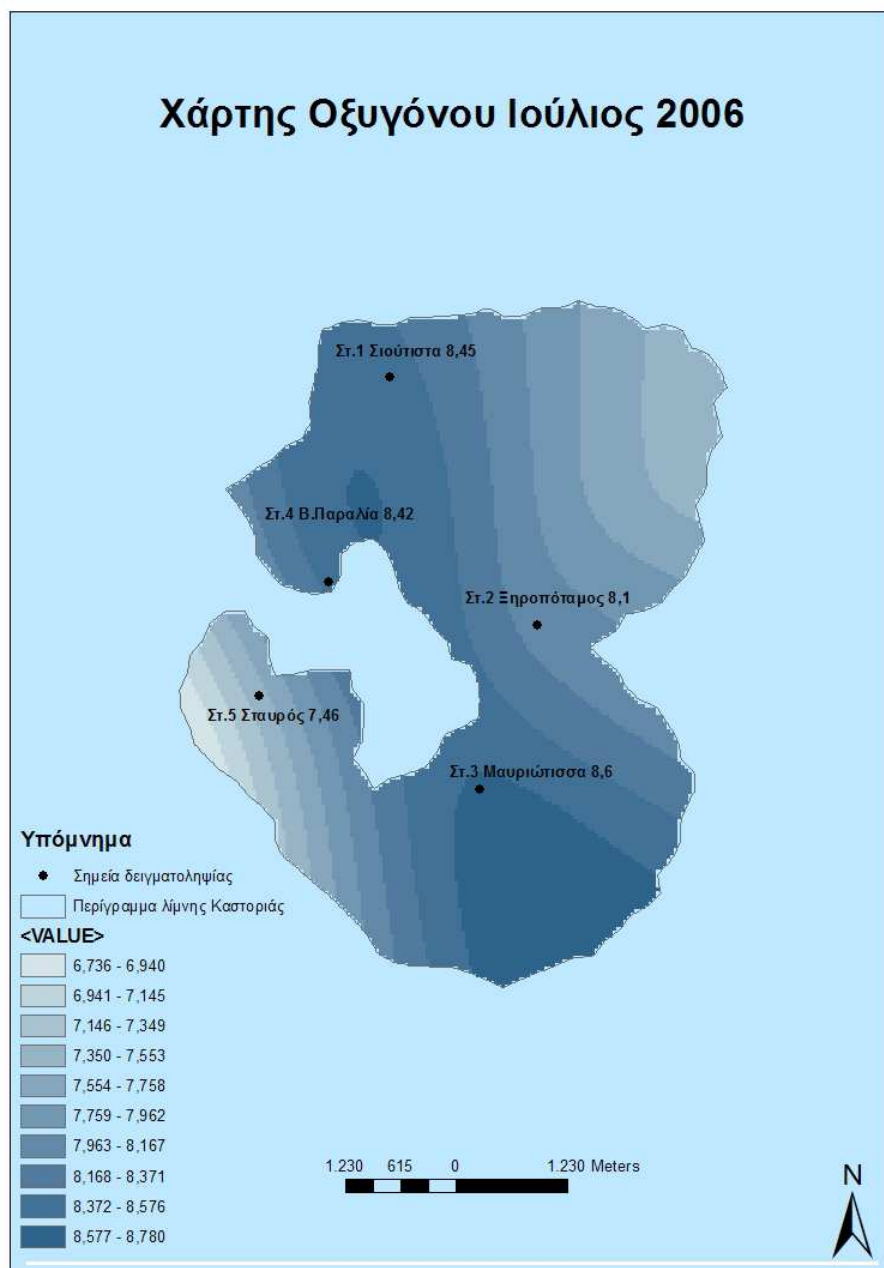 Χάρτης Οξυγόνου Ιούλιος 2006
Στ.1 Σιούτιστα 8,45
Στ.4 Β.Παραλία 8,42
Στ.2 Ξηροπόταμος 8,1
Στ.5 Σταυρός 7,46
Στ.3 Μαυριώτισσα 8,6
Υπόμνημα
Σημεία δειγματοληψίας
Περίγραμμα λίμνης Καστοριάς
<VALUE>
6,736 - 6,940
6,941 - 7,145
7,146 - 7,349
7,350 - 7,553
7,554 - 7,758
7,759 - 7,962
7,963 - 8,167
8,168 - 8,371
8,372 - 8,576
8,577 - 8,780
1.230 615 0 1.230 Meters
N